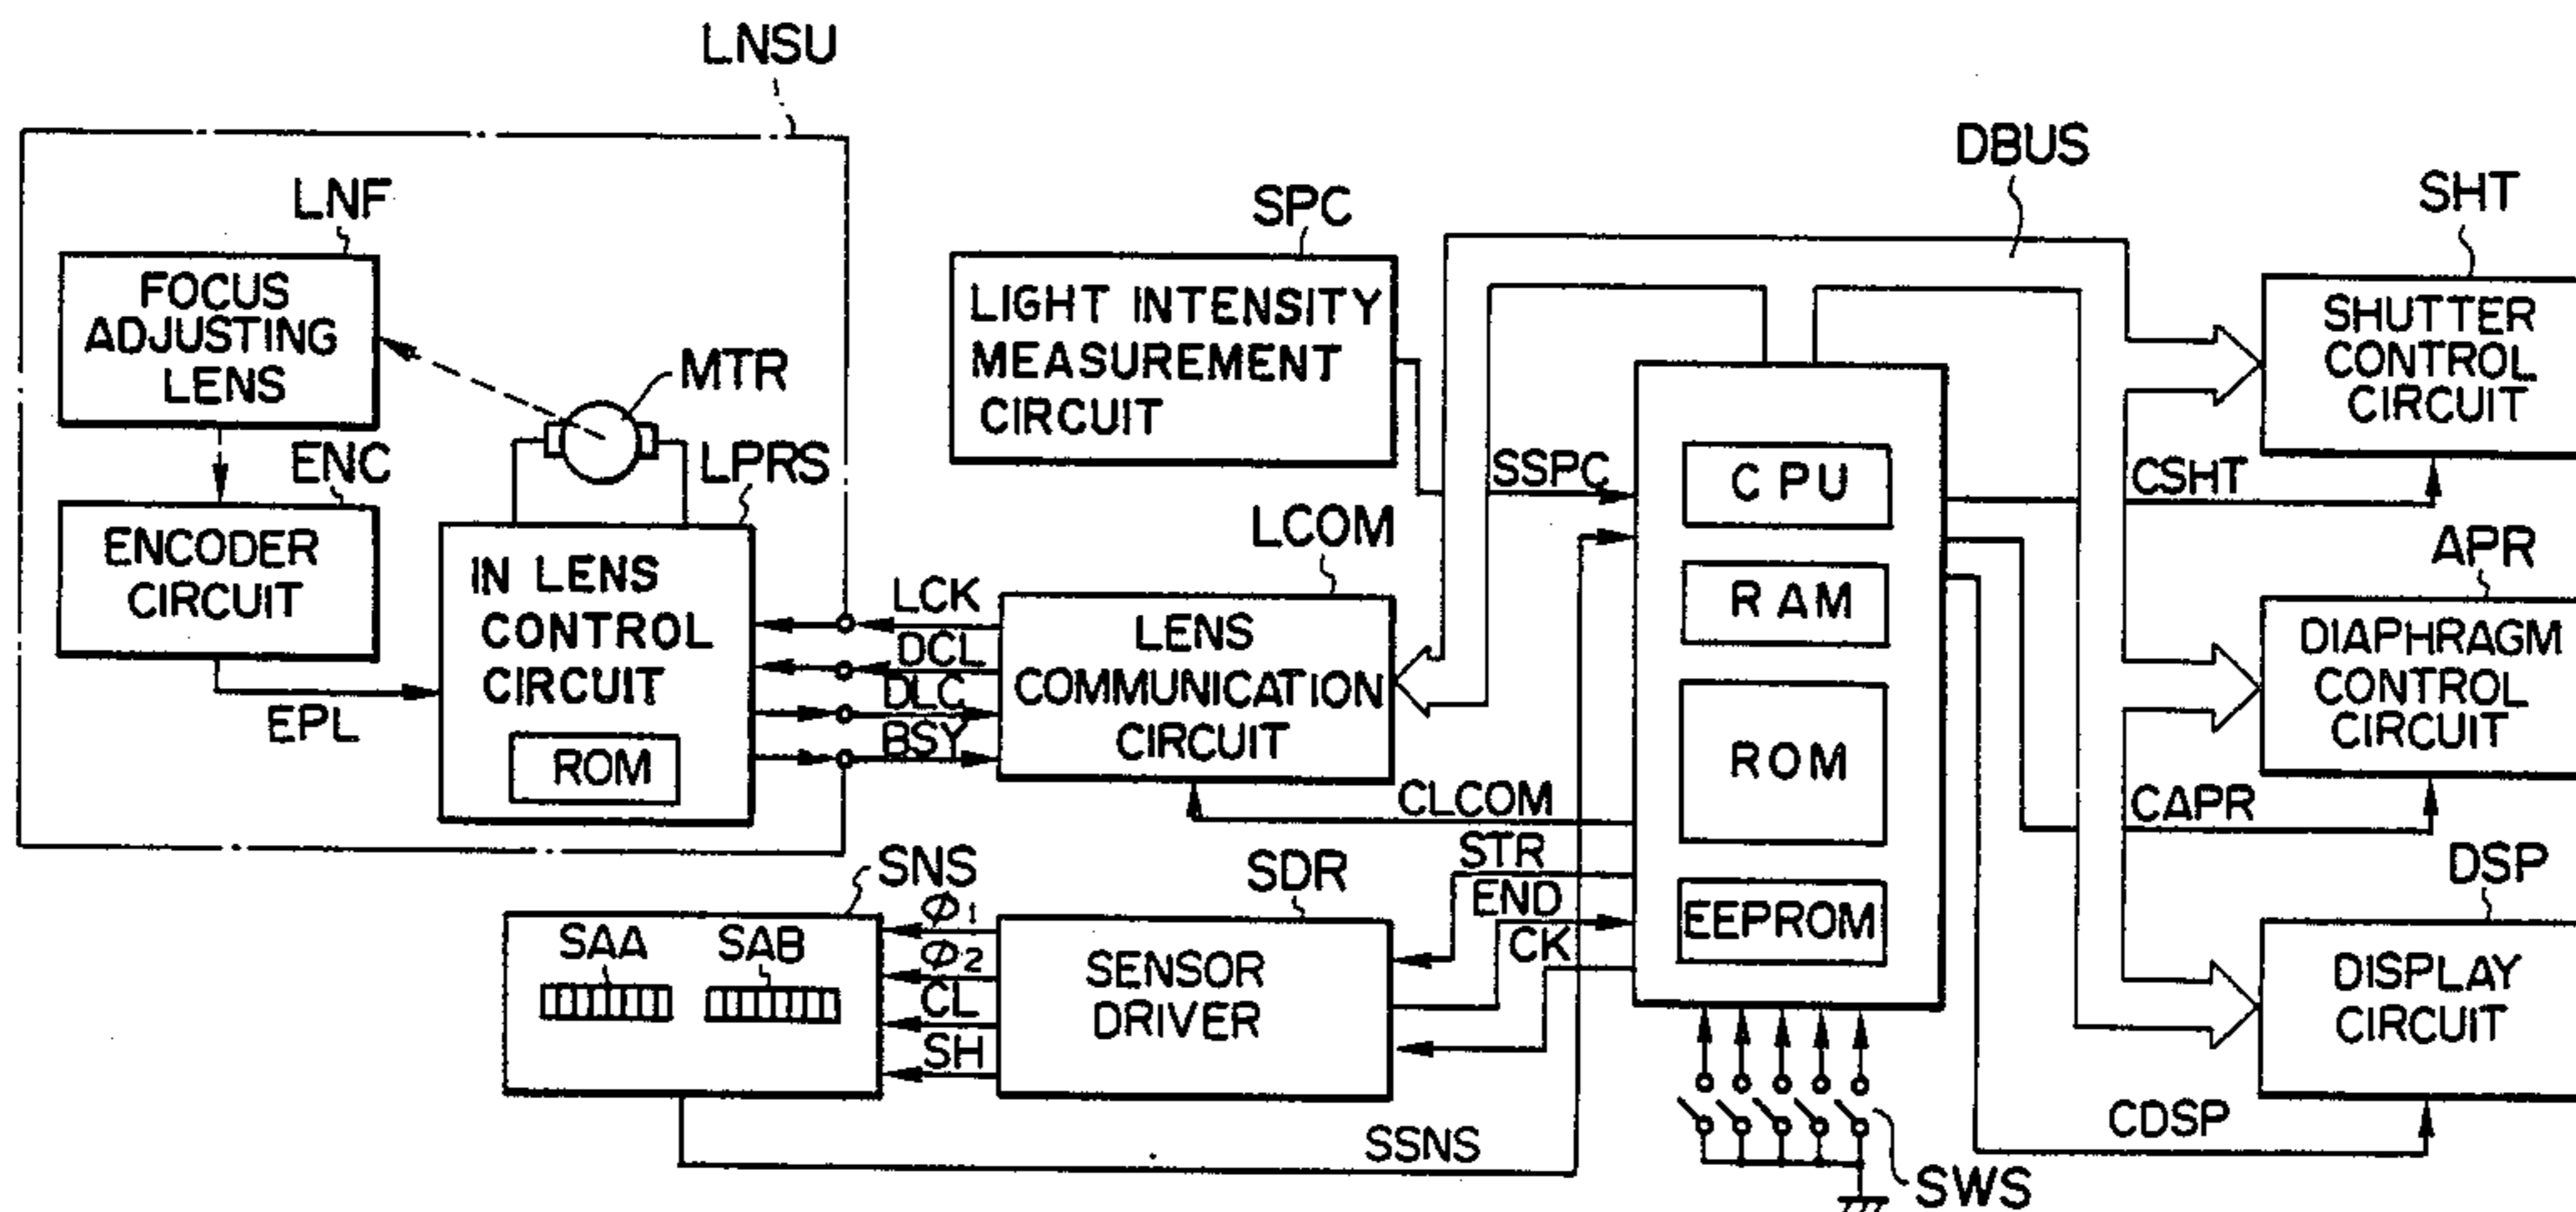 LNSU
LNF
FOCUS
ADJUSTING
LENS
MTR
ENC
ENCODER
CIRCUIT
EPL
LPRS
IN LENS
CONTROL
CIRCUIT
ROM
SPC
LIGHT INTENSITY
MEASUREMENT
CIRCUIT
LCOM
LCK
DCL
DLC
BSY
LENS
COMMUNICATION
CIRCUIT
SNS
SAA
SAB
ϕ1
ϕ2
CL
SH
SDR
SENSOR
DRIVER
SSPC
CLCOM
STR
END
CK
SSNS
CPU
RAM
ROM
EEPROM
SWS
DBUS
SHT
SHUTTER
CONTROL
CIRCUIT
CSHT
APR
DIAPHRAGM
CONTROL
CIRCUIT
CAPR
DSP
DISPLAY
CIRCUIT
CDSP